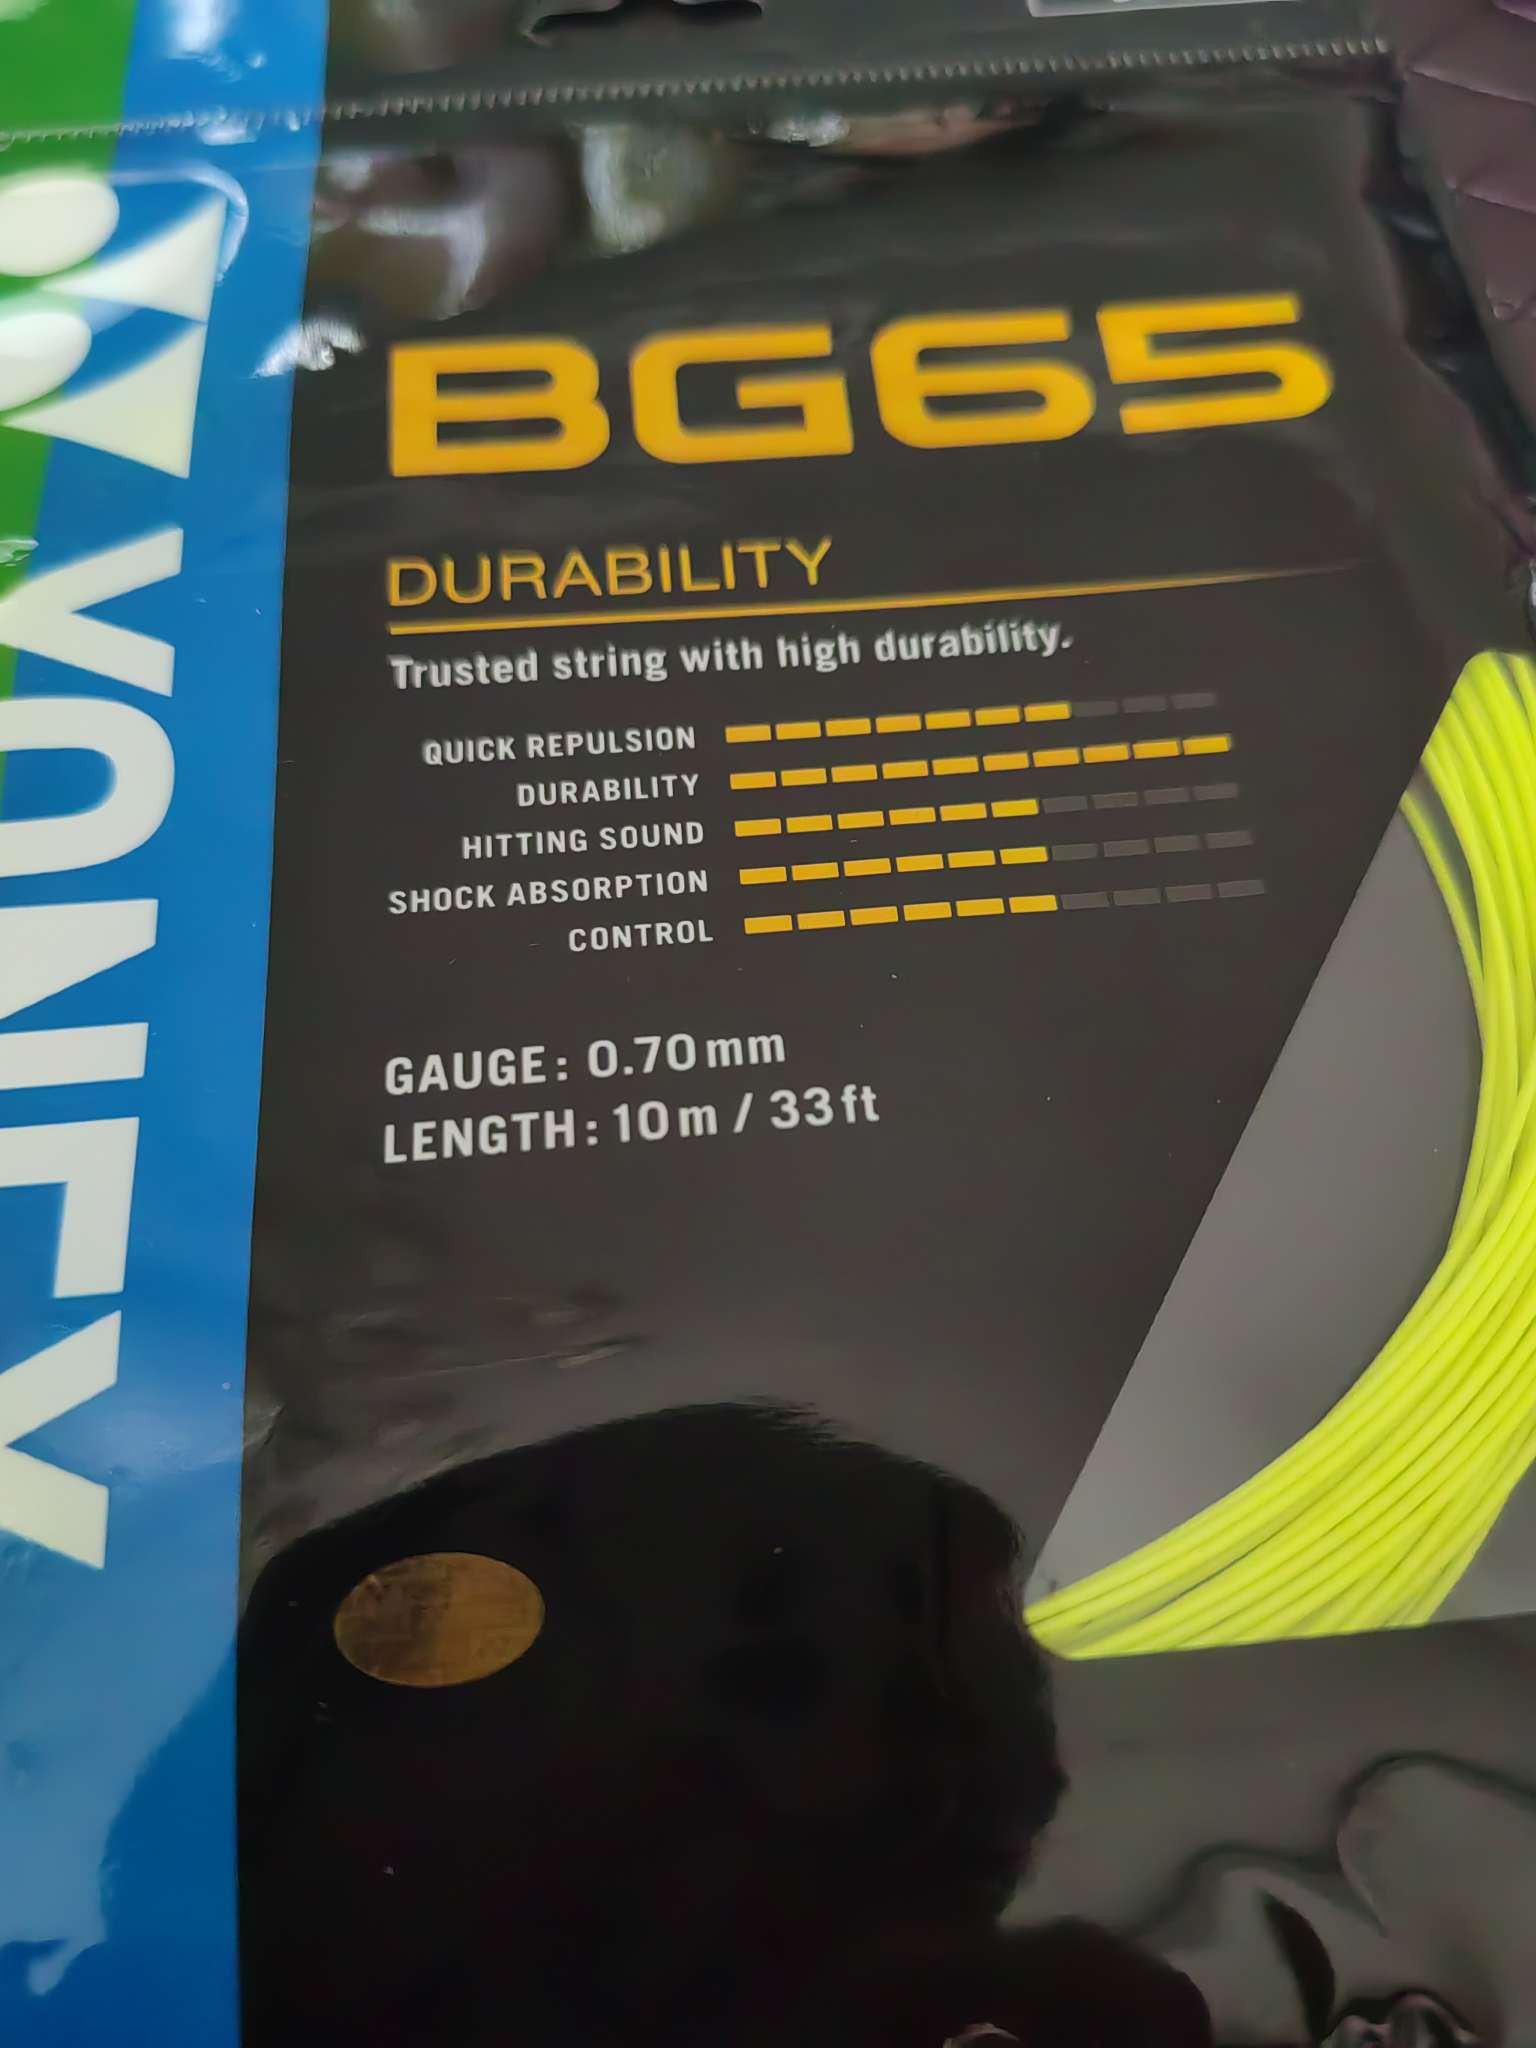 YONEX
BG65
DURABILITY
Trusted string with high durability.
QUICK REPULSION
DURABILITY
HITTING SOUND
SHOCK ABSORPTION
CONTROL
GAUGE: 0.70mm
LENGTH: 10m / 33ft